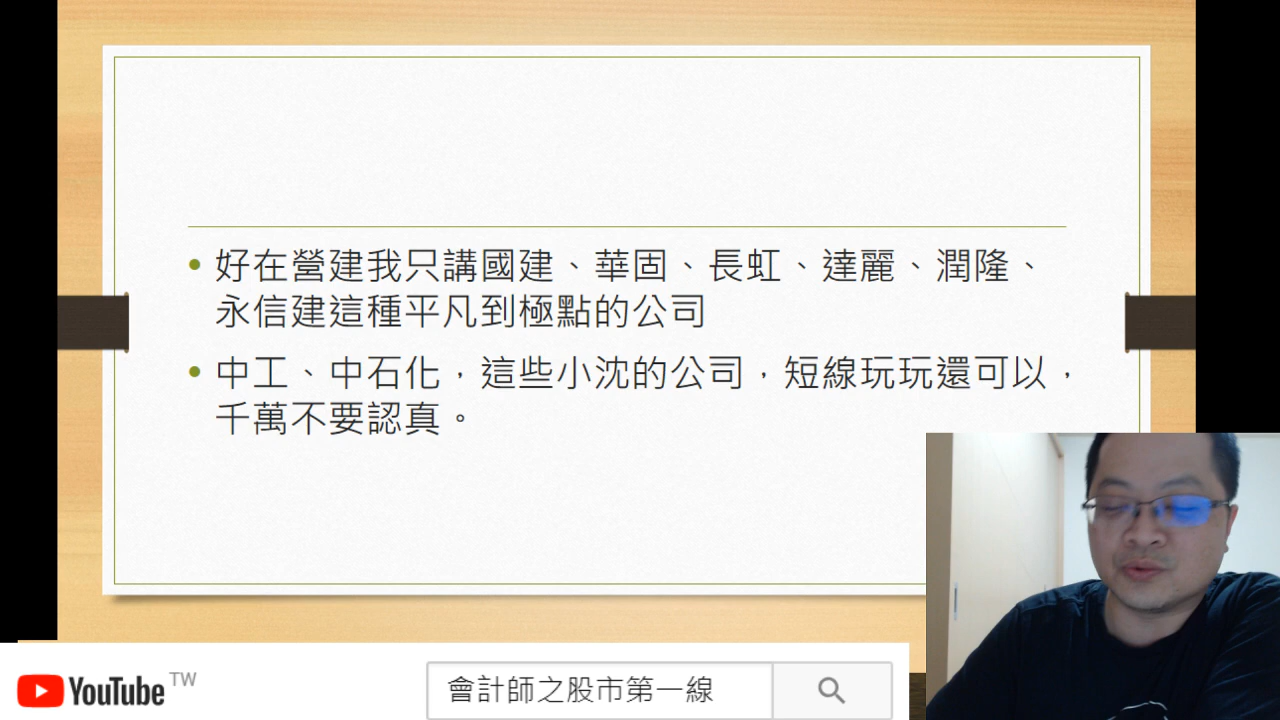 好在營建我只講國建、華固、長虹、達麗、潤隆、
永信建這種平凡到極點的公司
中工、中石化，這些小沈的公司，短線玩玩還可以，
千萬不要認真。
YouTube TW
會計師之股市第一線